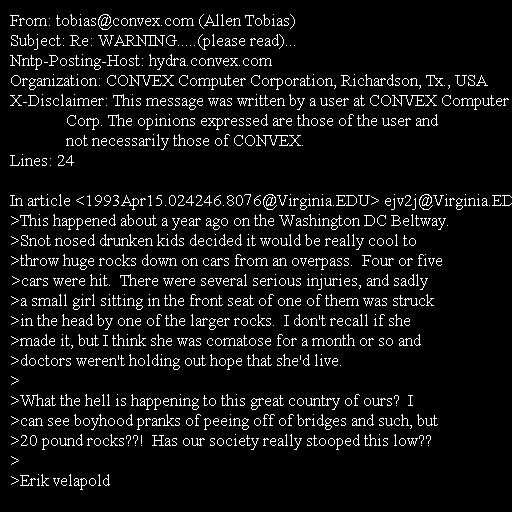 From: tobias@convex.com (Allen Tobias)
Subject: Re: WARNING.....(please read)...
Nntp-Posting-Host: hydra.convex.com
Organization: CONVEX Computer Corporation, Richardson, Tx., USA
X-Disclaimer: This message was written by a user at CONVEX Computer
Corp. The opinions expressed are those of the user and
not necessarily those of CONVEX.
Lines: 24

In article <1993Apr15.024246.8076@Virginia.EDU> ejv2j@Virginia.ED
>This happened about a year ago on the Washington DC Beltway.
>Snot nosed drunken kids decided it would be really cool to
>throw huge rocks down on cars from an overpass.  Four or five
>cars were hit.  There were several serious injuries, and sadly
>a small girl sitting in the front seat of one of them was struck
>in the head by one of the larger rocks.  I don't recall if she
>made it, but I think she was comatose for a month or so and
>doctors weren't holding out hope that she'd live.
>
>What the hell is happening to this great country of ours?  I
>can see boyhood pranks of peeing off of bridges and such, but
>20 pound rocks??!  Has our society really stooped this low??
>
>Erik velapold